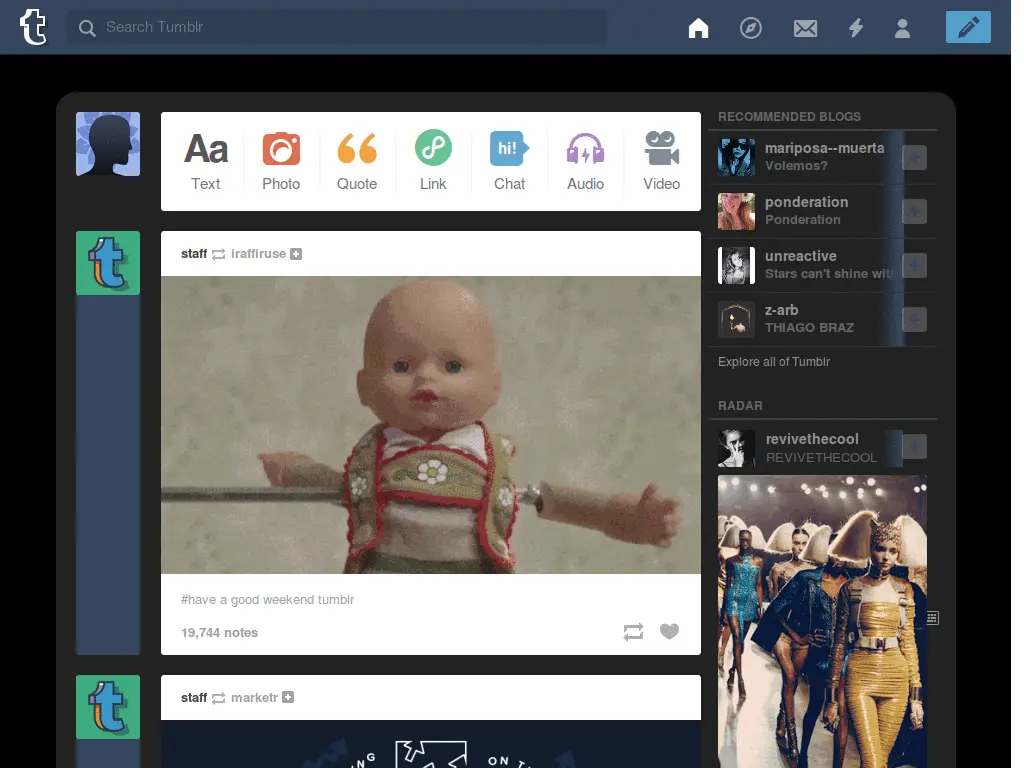 Search Tumblr
Aa
hi!
Text
Photo
Quote
Link
Chat
Audio
Video
staff iraffiruse
#have a good weekend tumblr
19,744 notes
staff marketr
NG ON T
RECOMMENDED BLOGS
mariposa--muerta
Volemos?
ponderation
Ponderation
unreactive
Stars can't shine with
z-arb
THIAGO BRAZ
Explore all of Tumblr
RADAR
revivethecool
REVIVETHECOOL